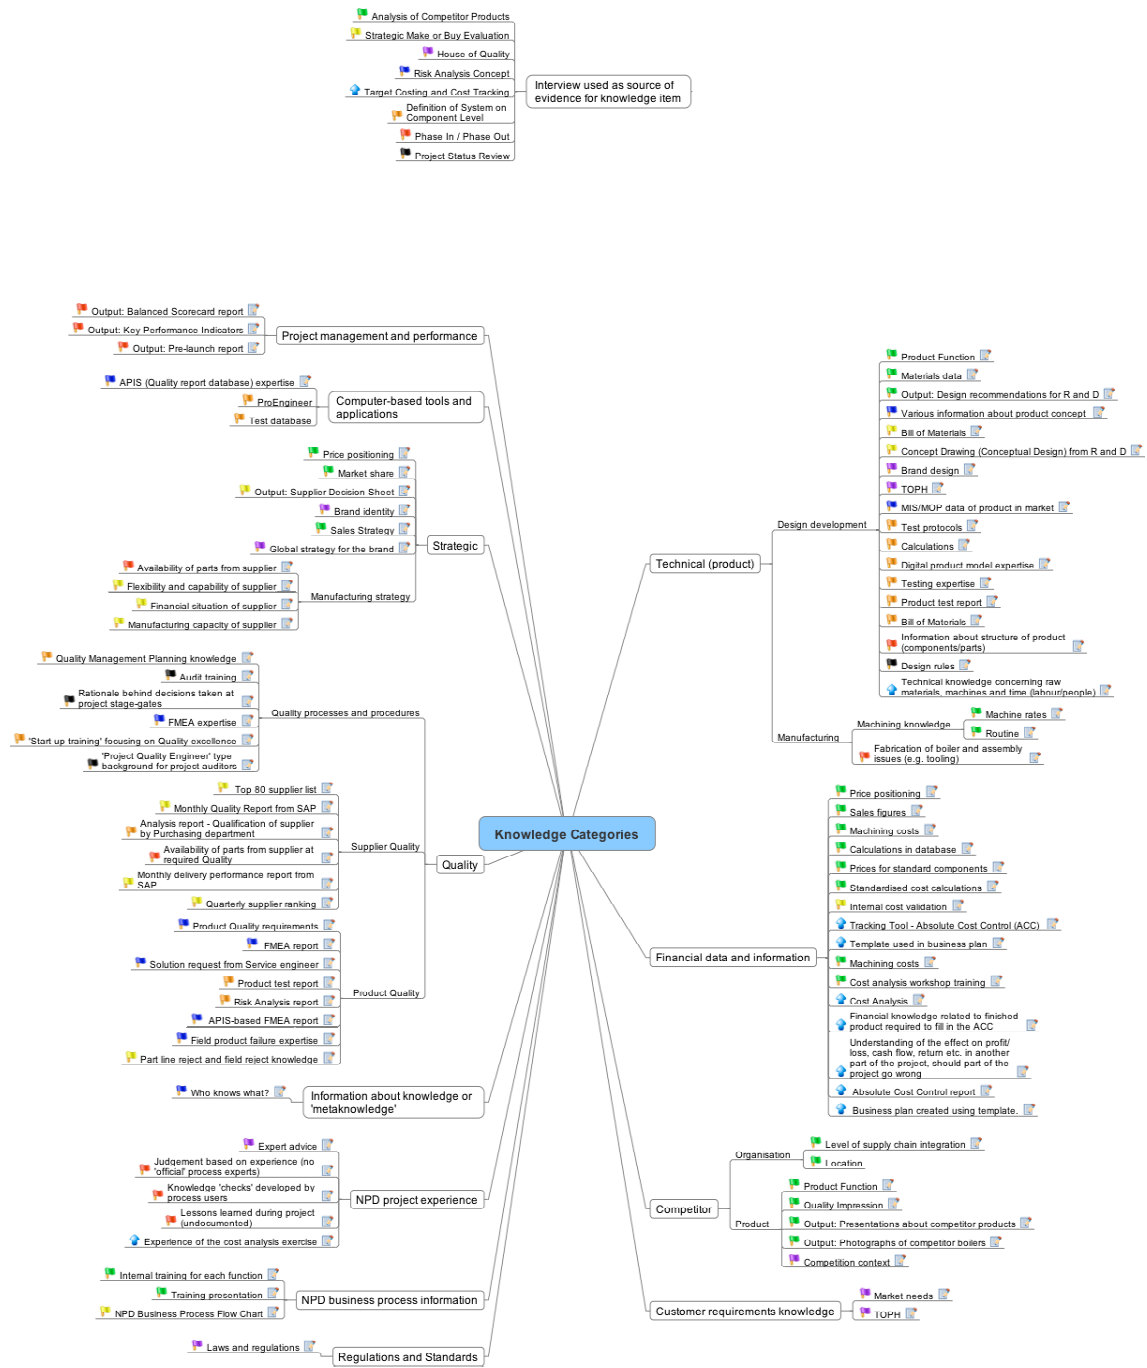 Analysis of Competitor Products
Strategic Make or Buy Evaluation
House of Quality
Risk Analysis Concept
Target Costing and Cost Tracking
Definition of System on
Component Level
Phase In / Phase Out
Project Status Review
Interview used as source of
evidence for knowledge item
Output: Balanced Scorecard report
Output: Key Performance Indicators
Output: Pre-launch report
Project management and performance
APIS (Quality report database) expertise
ProEngineer
Test database
Computer-based tools and
applications
Price positioning
Market share
Output: Supplier Decision Sheet
Brand identity
Sales Strategy
Global strategy for the brand
Strategic
Availability of parts from supplier
Flexibility and capability of supplier
Financial situation of supplier
Manufacturing capacity of supplier
Manufacturing strategy
Quality Management Planning knowledge
Audit training
Rationale behind decisions taken at
project stage-gates
FMEA expertise
'Start up training' focusing on Quality excellence
'Project Quality Engineer' type
background for project auditors
Quality processes and procedures
Top 80 supplier list
Monthly Quality Report from SAP
Analysis report - Qualification of supplier
by Purchasing department
Availability of parts from supplier at
required Quality
Monthly delivery performance report from
SAP
Quarterly supplier ranking
Supplier Quality
Quality
Product Quality requirements
FMEA report
Solution request from Service engineer
Product test report
Risk Analysis report
APIS-based FMEA report
Field product failure expertise
Part line reject and field reject knowledge
Product Quality
Who knows what?
Information about knowledge or
'metaknowledge'
Expert advice
Judgement based on experience (no
'official' process experts)
Knowledge 'checks' developed by
process users
Lessons learned during project
(undocumented)
Experience of the cost analysis exercise
NPD project experience
Internal training for each function
Training presentation
NPD Business Process Flow Chart
NPD business process information
Laws and regulations
Regulations and Standards
Knowledge Categories
Technical (product)
Design development
Product Function
Materials data
Output: Design recommendations for R and D
Various information about product concept
Bill of Materials
Concept Drawing (Conceptual Design) from R and D
Brand design
TOPH
MIS/MOP data of product in market
Test protocols
Calculations
Digital product model expertise
Testing expertise
Product test report
Bill of Materials
Information about structure of product
(components/parts)
Design rules
Technical knowledge concerning raw
materials, machines and time (labour/people)
Manufacturing
Machining knowledge
Machine rates
Routine
Fabrication of boiler and assembly
issues (e.g. tooling)
Financial data and information
Price positioning
Sales figures
Machining costs
Calculations in database
Prices for standard components
Standardised cost calculations
Internal cost validation
Tracking Tool - Absolute Cost Control (ACC)
Template used in business plan
Machining costs
Cost analysis workshop training
Cost Analysis
Financial knowledge related to finished
product required to fill in the ACC
Understanding of the effect on profit/
loss, cash flow, return etc. in another
part of the project, should part of the
project go wrong
Absolute Cost Control report
Business plan created using template.
Competitor
Organisation
Level of supply chain integration
Location
Product
Product Function
Quality Impression
Output: Presentations about competitor products
Output: Photographs of competitor boilers
Competition context
Customer requirements knowledge
Market needs
TOPH